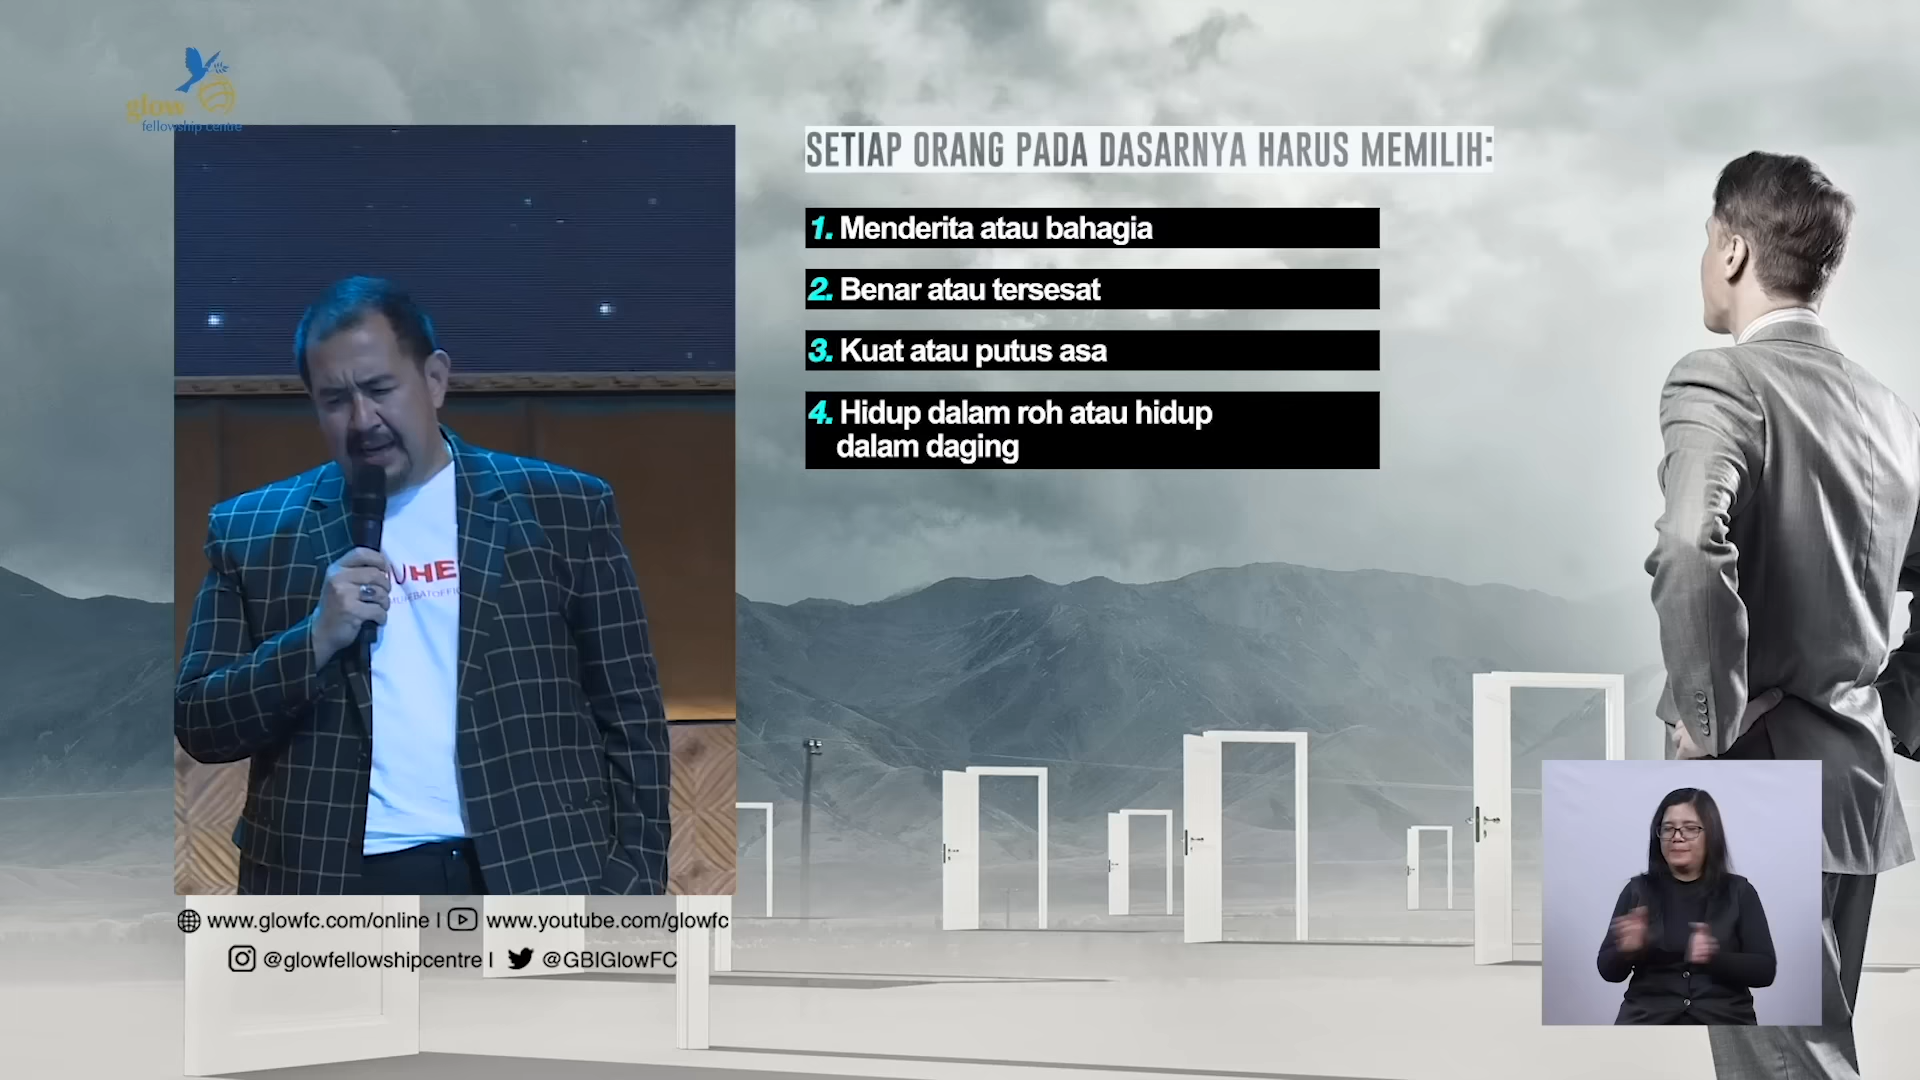 glow
fellowship centre
SETIAP ORANG PADA DASARNYA HARUS MEMILIH:
1. Menderita atau bahagia
2. Benar atau tersesat
3. Kuat atau putus asa
4. Hidup dalam roh atau hidup
dalam daging
UHE
www.glowfc.com/online | www.youtube.com/glowfc
@glowfellowshipcentre | @GBIGlowFC